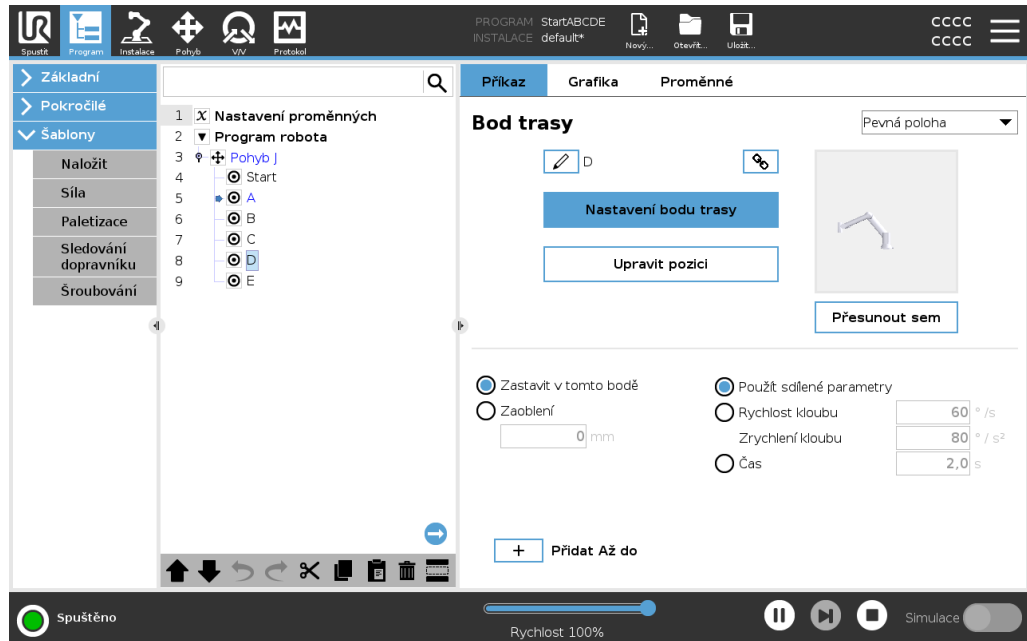 PROGRAM StartABCDE
INSTALACE default*
Nový... Otevřít... Uložit...
CCCC
CCCC
UR
Spustit Program Instalace Pohyb V/V Protokol
Základní
Pokročilé
Šablony
Naložit
Síla
Paletizace
Sledování
dopravníku
Šroubování
1 X Nastavení proměnných
2 Program robota
3 Pohyb J
4 Start
5 A
6 B
7 C
8 D
9 E
Příkaz Grafika Proměnné
Bod trasy
Pevná poloha
D
Nastavení bodu trasy
Upravit pozici
Přesunout sem
Zastavit v tomto bodě
Zaoblení
0 mm
Použít sdílené parametry
Rychlost kloubu 60 ° /s
Zrychlení kloubu 80 ° / s²
Čas 2,0 s
+ Přidat Až do
Spuštěno
Rychlost 100%
Simulace